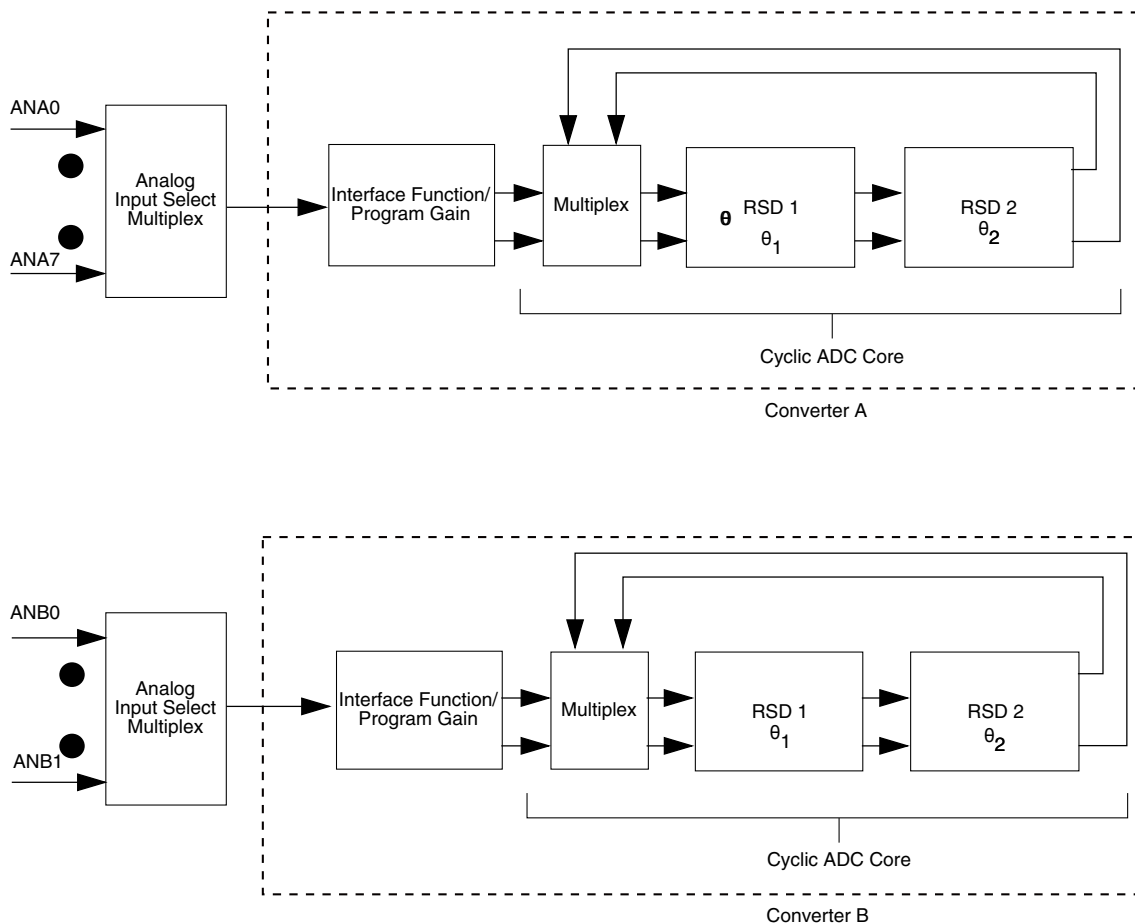 ANA0
ANA7
Analog
Input Select
Multiplex
Interface Function/
Program Gain
Multiplex
θ RSD 1
θ1
RSD 2
θ2
Cyclic ADC Core
Converter A
ANB0
ANB1
Analog
Input Select
Multiplex
Interface Function/
Program Gain
Multiplex
RSD 1
θ1
RSD 2
θ2
Cyclic ADC Core
Converter B